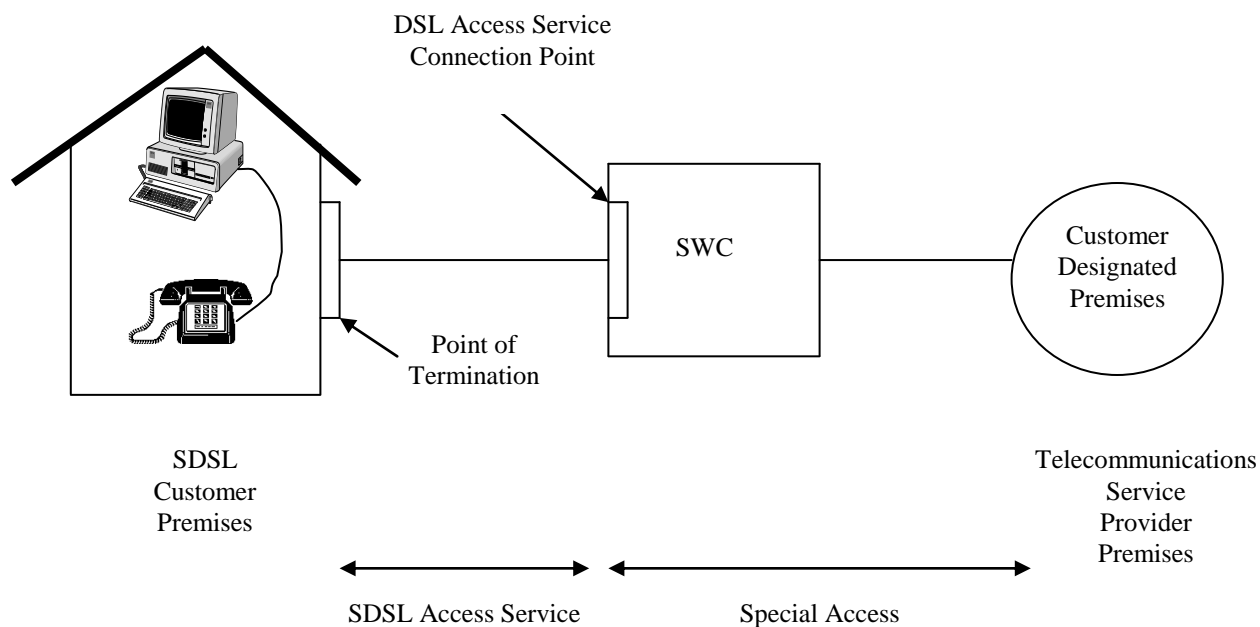 DSL Access Service
Connection Point
SWC
Customer
Designated
Premises
Point of
Termination
SDSL
Customer
Premises
Telecommunications
Service
Provider
Premises
SDSL Access Service
Special Access